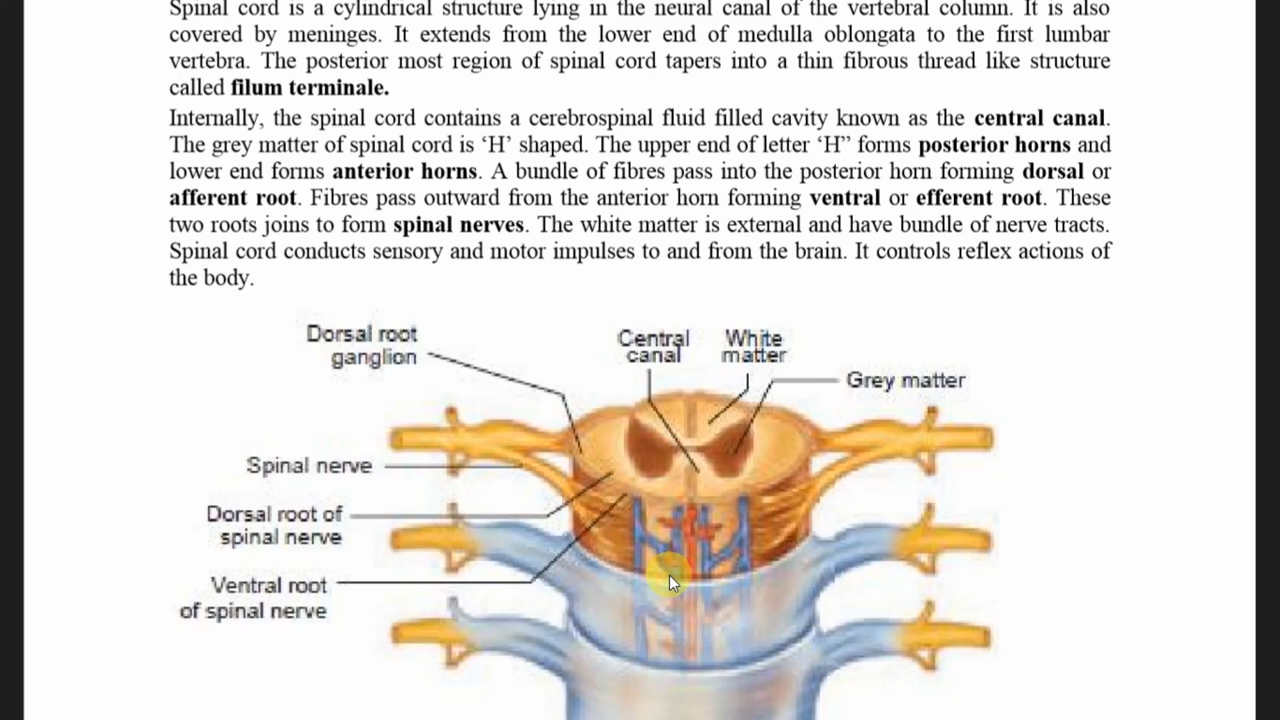 Spinal cord is a cylindrical structure lying in the neural canal of the vertebral column. It is also
covered by meninges. It extends from the lower end of medulla oblongata to the first lumbar
vertebra. The posterior most region of spinal cord tapers into a thin fibrous thread like structure
called filum terminale.
Internally, the spinal cord contains a cerebrospinal fluid filled cavity known as the central canal.
The grey matter of spinal cord is ‘H’ shaped. The upper end of letter ‘H” forms posterior horns and
lower end forms anterior horns. A bundle of fibres pass into the posterior horn forming dorsal or
afferent root. Fibres pass outward from the anterior horn forming ventral or efferent root. These
two roots joins to form spinal nerves. The white matter is external and have bundle of nerve tracts.
Spinal cord conducts sensory and motor impulses to and from the brain. It controls reflex actions of
the body.
Dorsal root
ganglion
Central
canal
White
matter
Grey matter
Spinal nerve
Dorsal root of
spinal nerve
Ventral root
of spinal nerve